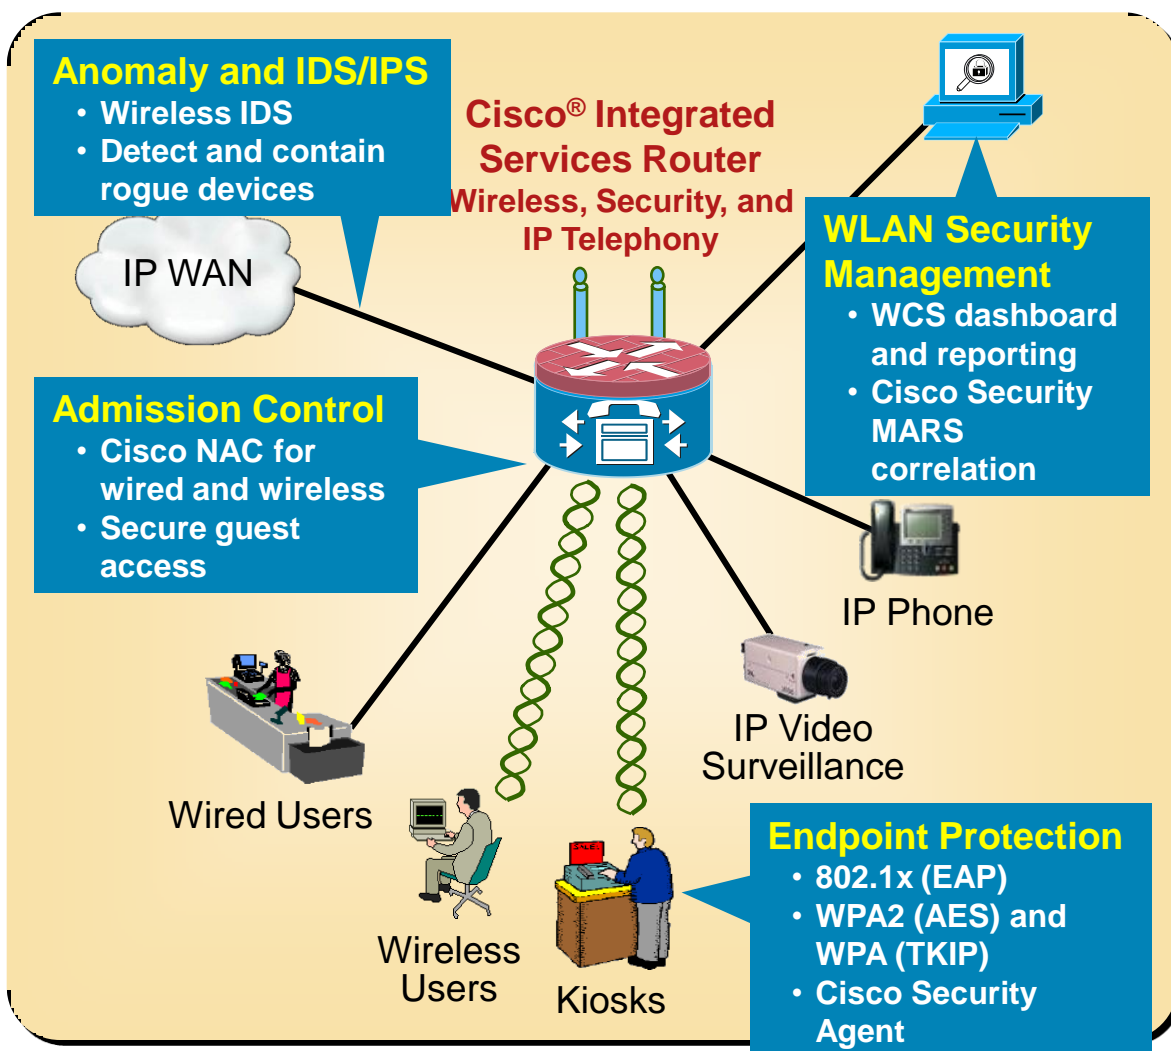 Anomaly and IDS/IPS
• Wireless IDS
• Detect and contain
rogue devices
Cisco® Integrated
Services Router
Wireless, Security, and
IP Telephony
IP WAN
WLAN Security
Management
• WCS dashboard
and reporting
• Cisco Security
MARS
correlation
Admission Control
• Cisco NAC for
wired and wireless
• Secure guest
access
IP Phone
IP Video
Surveillance
Wired Users
Wireless
Users
SALE!
Kiosks
Endpoint Protection
• 802.1x (EAP)
• WPA2 (AES) and
WPA (TKIP)
• Cisco Security
Agent